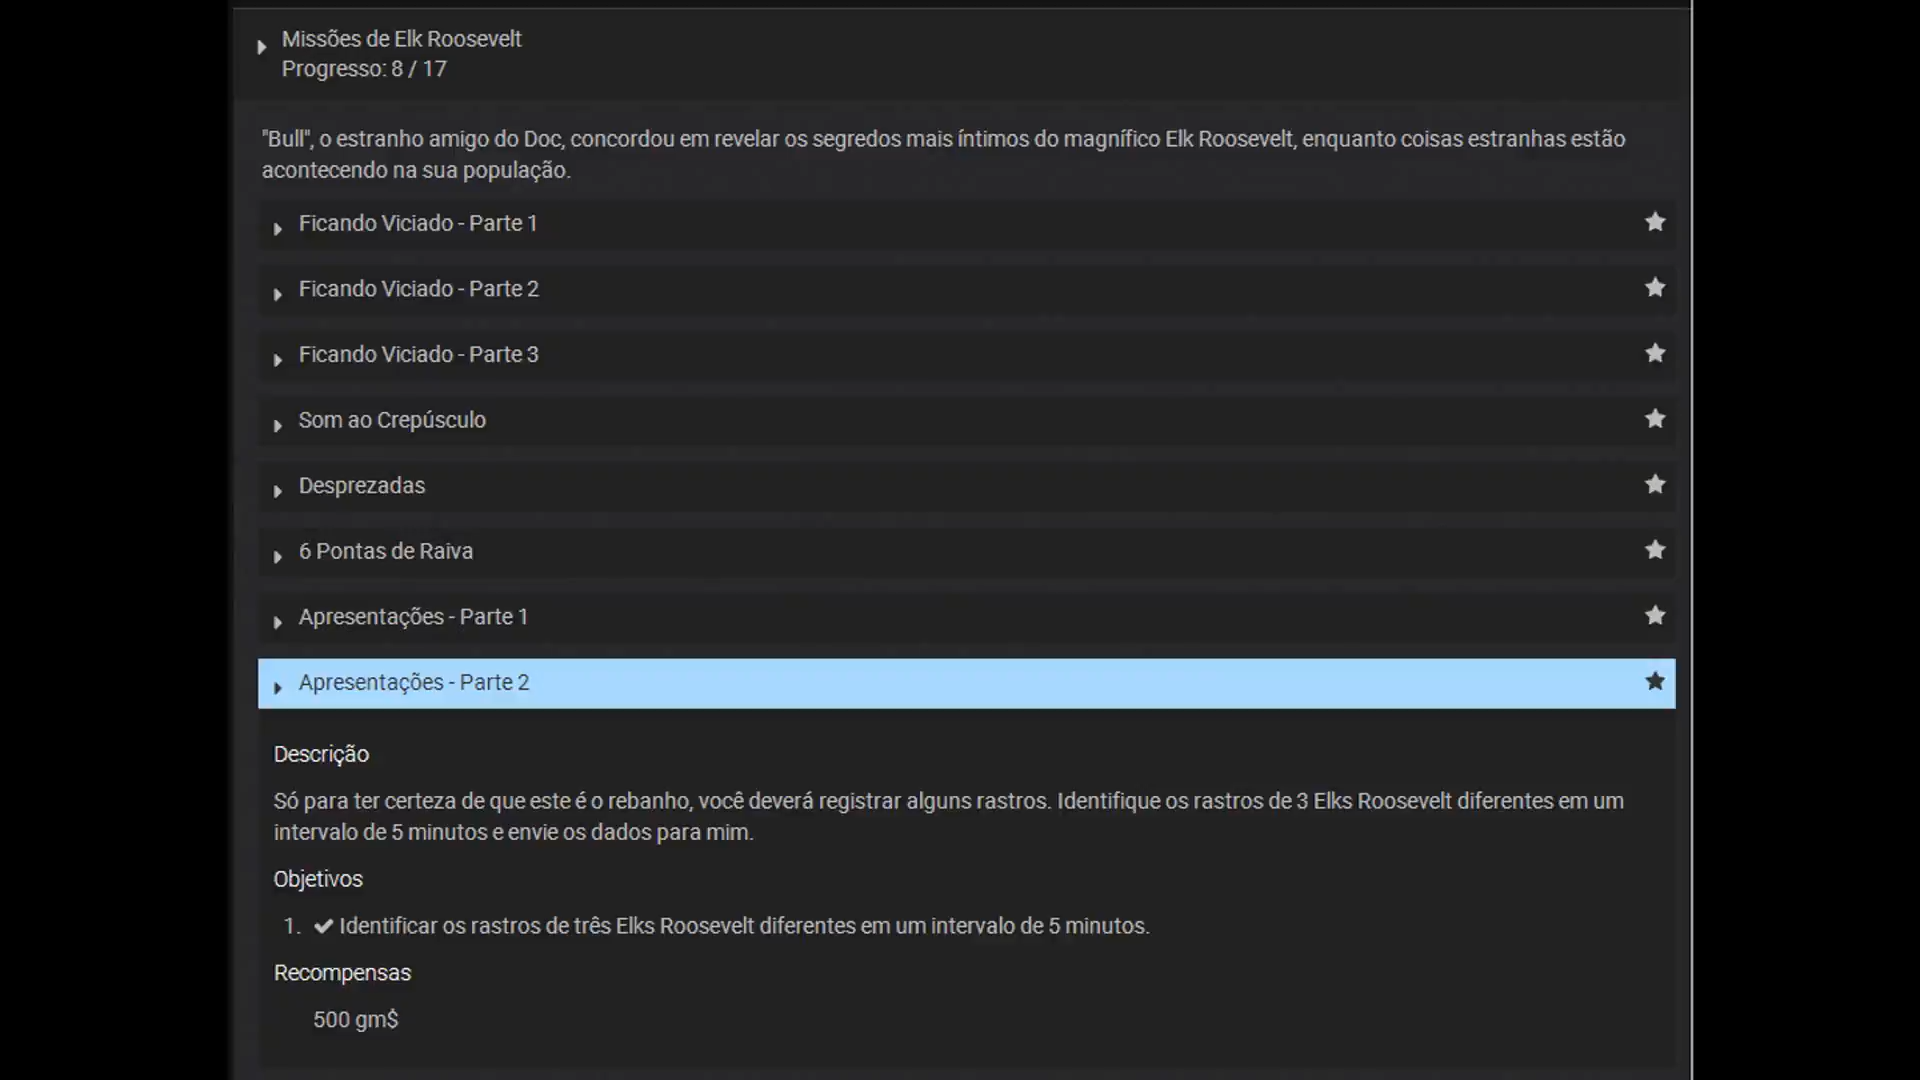 Missões de Elk Roosevelt
Progresso: 8 / 17
"Bull", o estranho amigo do Doc, concordou em revelar os segredos mais íntimos do magnífico Elk Roosevelt, enquanto coisas estranhas estão
acontecendo na sua população.
Ficando Viciado - Parte 1
Ficando Viciado - Parte 2
Ficando Viciado - Parte 3
Som ao Crepúsculo
Desprezadas
6 Pontas de Raiva
Apresentações - Parte 1
Apresentações - Parte 2
Descrição
Só para ter certeza de que este é o rebanho, você deverá registrar alguns rastros. Identifique os rastros de 3 Elks Roosevelt diferentes em um
intervalo de 5 minutos e envie os dados para mim.
Objetivos
1. ✔ Identificar os rastros de três Elks Roosevelt diferentes em um intervalo de 5 minutos.
Recompensas
500 gm$